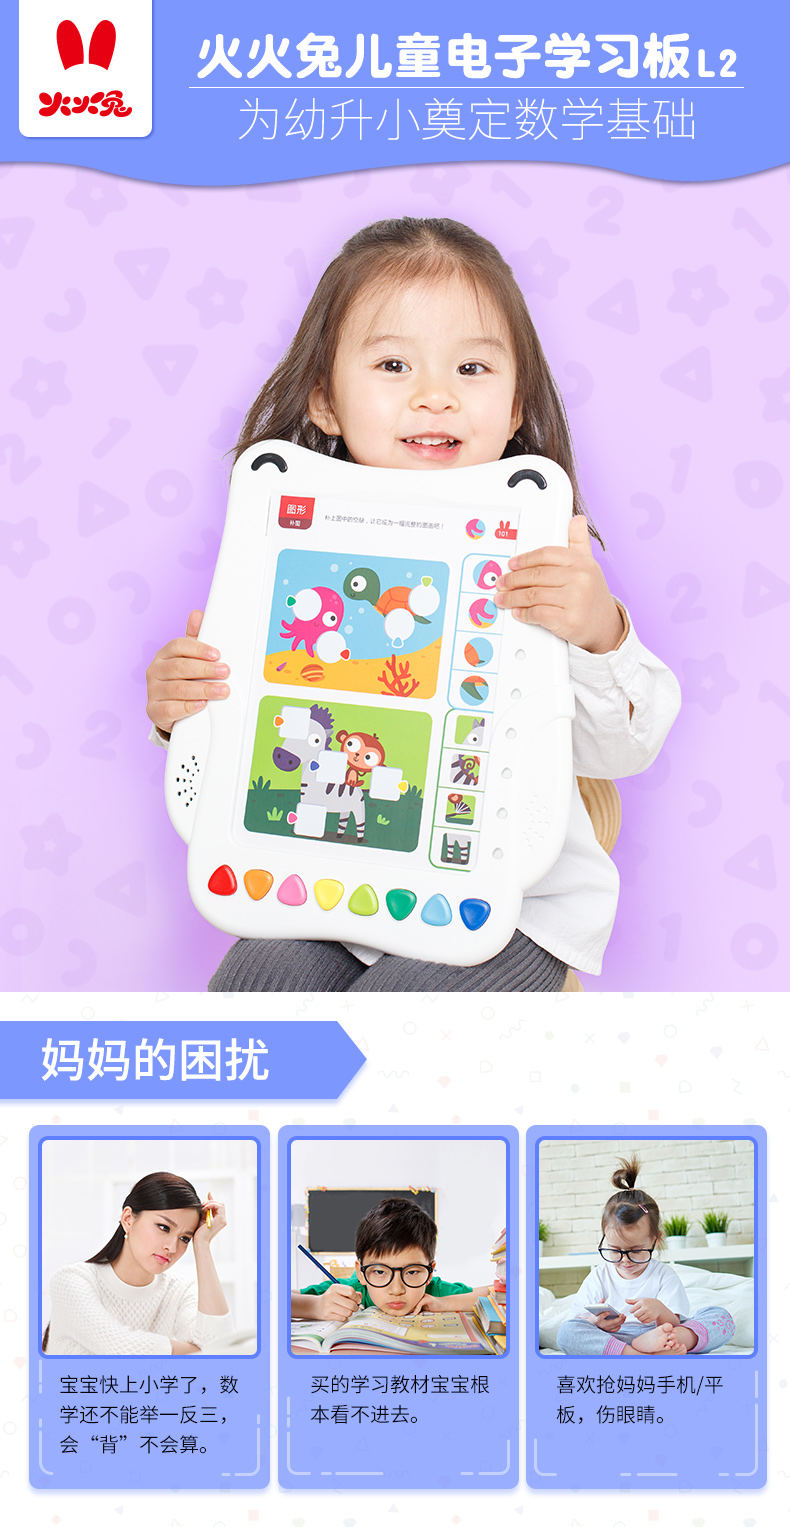 火火兔
火火兔儿童电子学习板L2
为幼升小奠定数学基础
图形
补图
补上图中的空缺，让它成为一幅完整的图画吧！
101
妈妈的困扰
宝宝快上小学了，数
学还不能举一反三，
会“背”不会算。
买的学习教材宝宝根
本看不进去。
喜欢抢妈妈手机/平
板，伤眼睛。